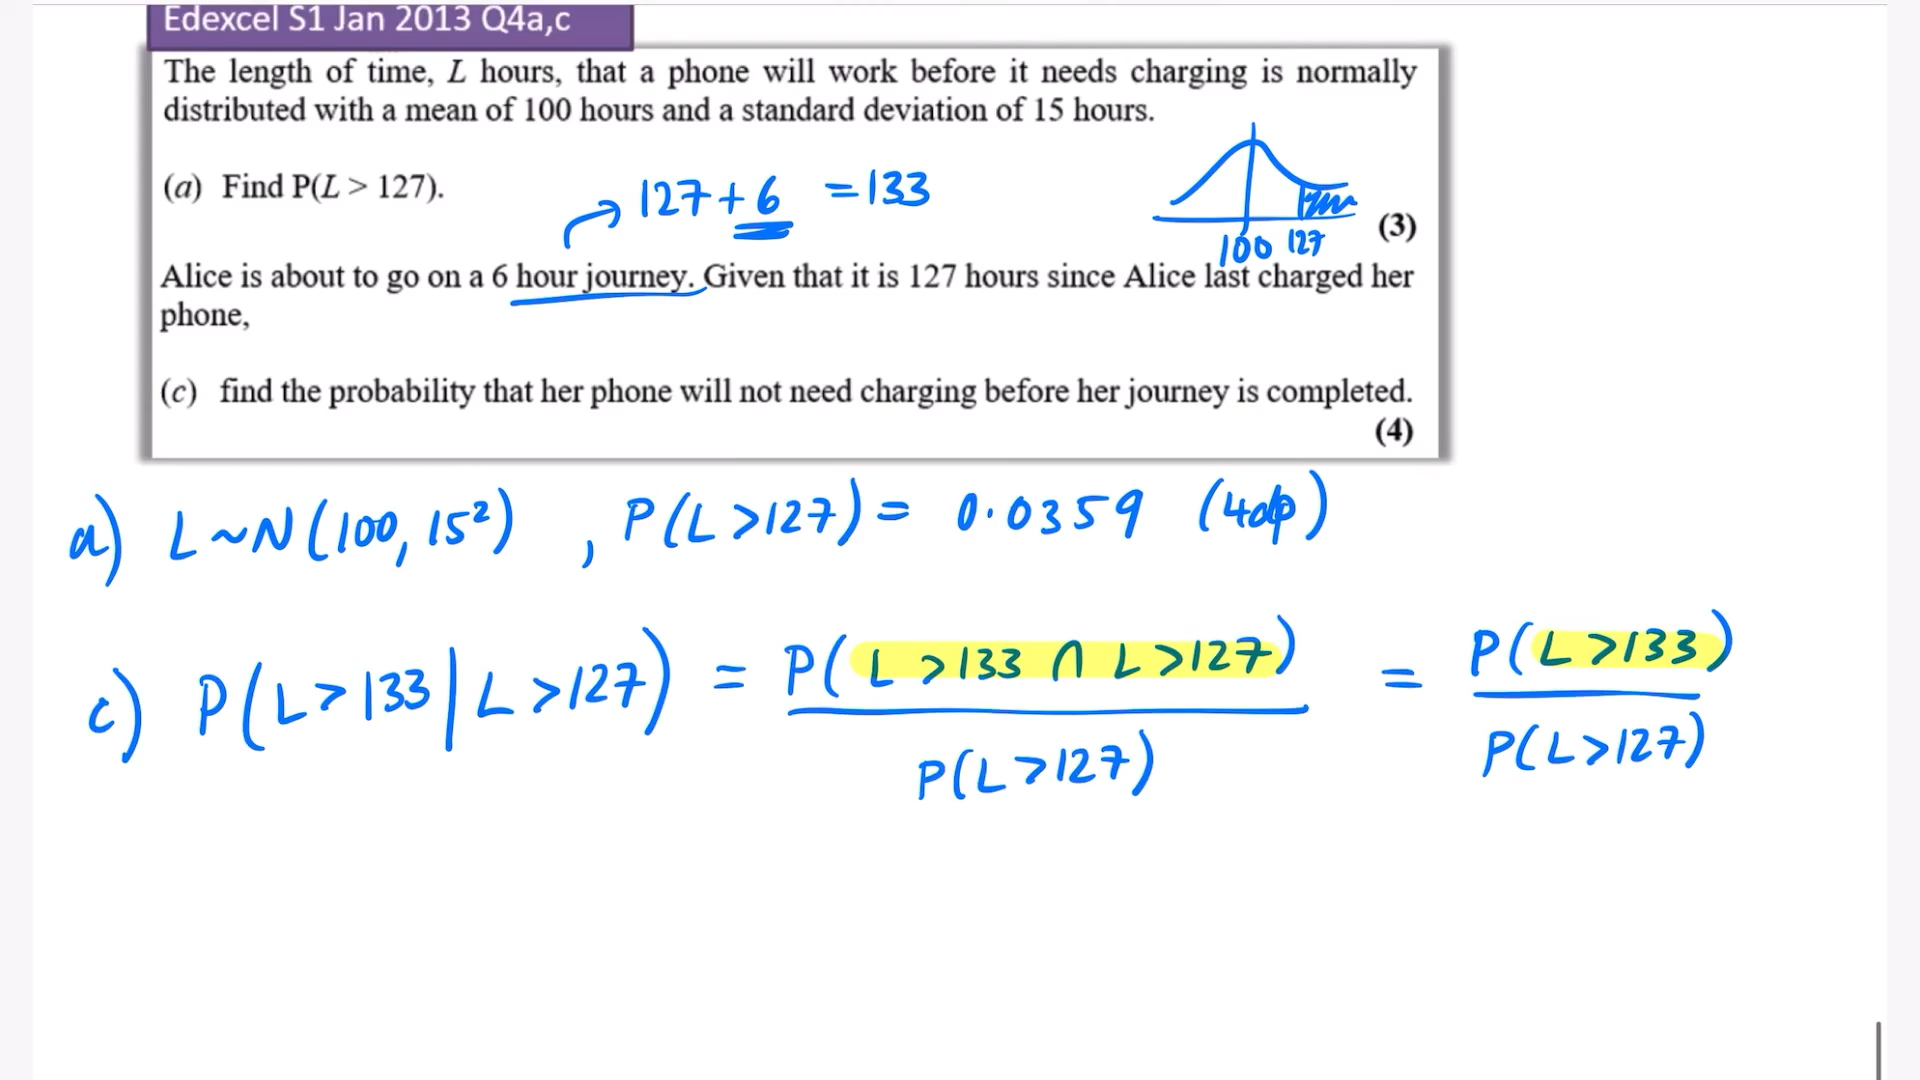 Edexcel S1 Jan 2013 Q4a,c
The length of time, L hours, that a phone will work before it needs charging is normally
distributed with a mean of 100 hours and a standard deviation of 15 hours.
(a) Find P(L > 127).
127+6 =133
(3)
100 127
Alice is about to go on a 6 hour journey. Given that it is 127 hours since Alice last charged her
phone,
(c) find the probability that her phone will not need charging before her journey is completed.
(4)
a) L~N(100, 15²) , P(L>127) = 0.0359 (4dp)
c) P(L>133 | L>127) = P(L>133 ∩ L>127) = P(L>133)
P(L>127) P(L>127)